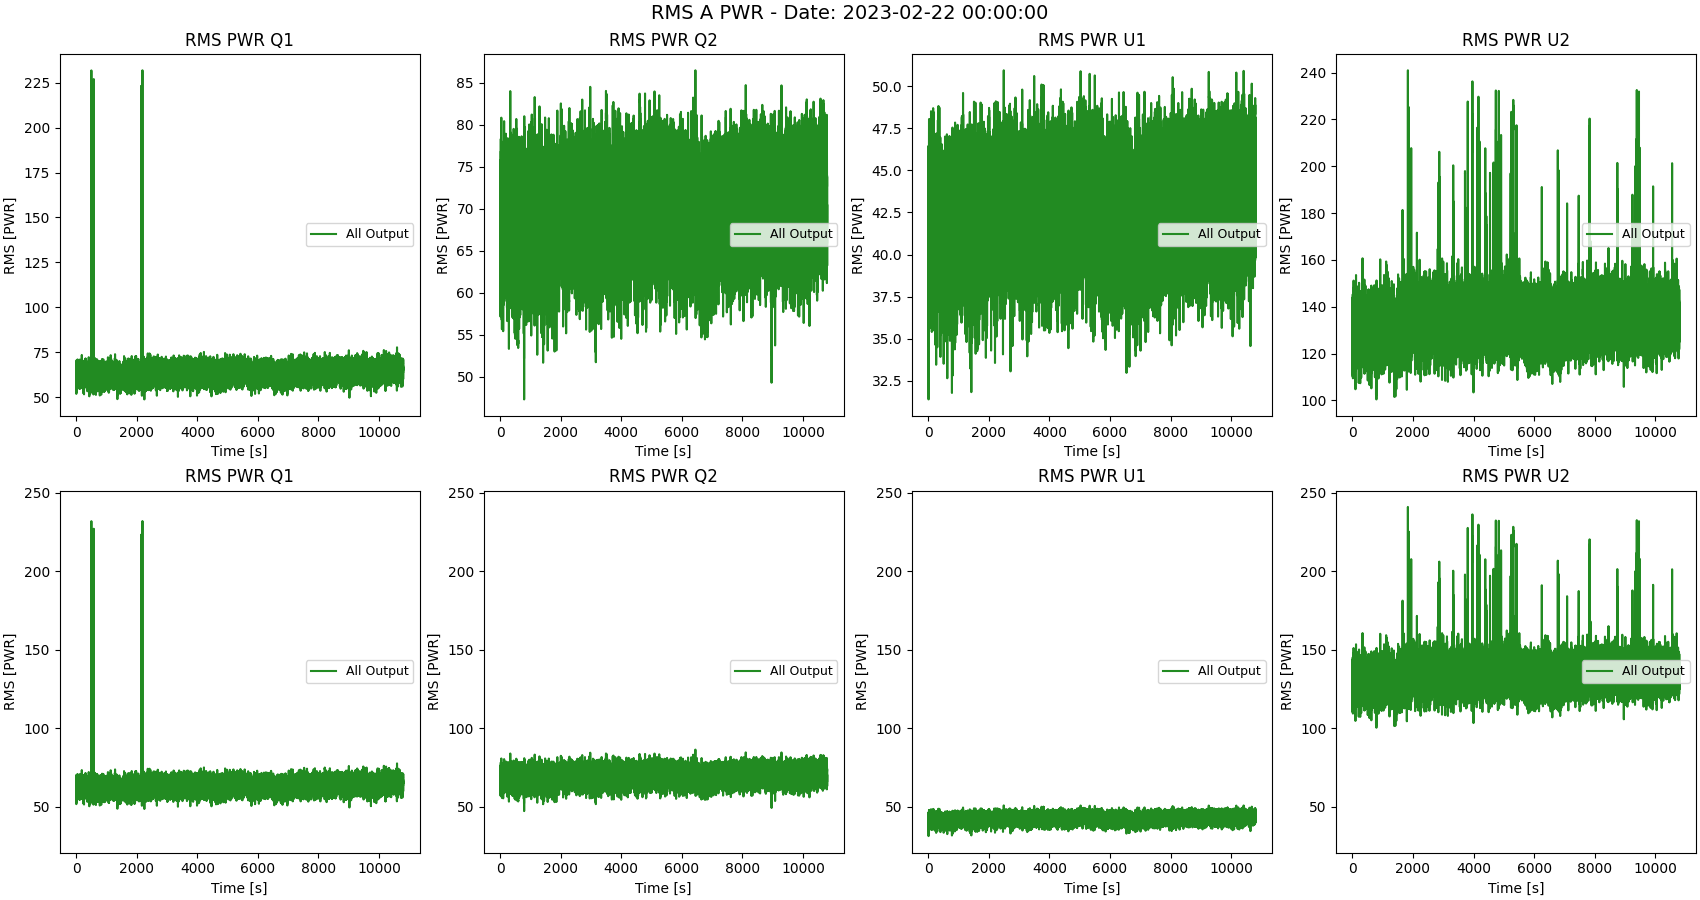 RMS A PWR - Date: 2023-02-22 00:00:00
RMS PWR Q1
225
200
175
150
125
100
75
50
RMS [PWR]
All Output
0 2000 4000 6000 8000 10000
Time [s]
RMS PWR Q2
85
80
75
70
65
60
55
50
RMS [PWR]
All Output
0 2000 4000 6000 8000 10000
Time [s]
RMS PWR U1
50.0
47.5
45.0
42.5
40.0
37.5
35.0
32.5
RMS [PWR]
All Output
0 2000 4000 6000 8000 10000
Time [s]
RMS PWR U2
240
220
200
180
160
140
120
100
RMS [PWR]
All Output
0 2000 4000 6000 8000 10000
Time [s]
RMS PWR Q1
250
200
150
100
50
RMS [PWR]
All Output
0 2000 4000 6000 8000 10000
Time [s]
RMS PWR Q2
250
200
150
100
50
RMS [PWR]
All Output
0 2000 4000 6000 8000 10000
Time [s]
RMS PWR U1
250
200
150
100
50
RMS [PWR]
All Output
0 2000 4000 6000 8000 10000
Time [s]
RMS PWR U2
250
200
150
100
50
RMS [PWR]
All Output
0 2000 4000 6000 8000 10000
Time [s]